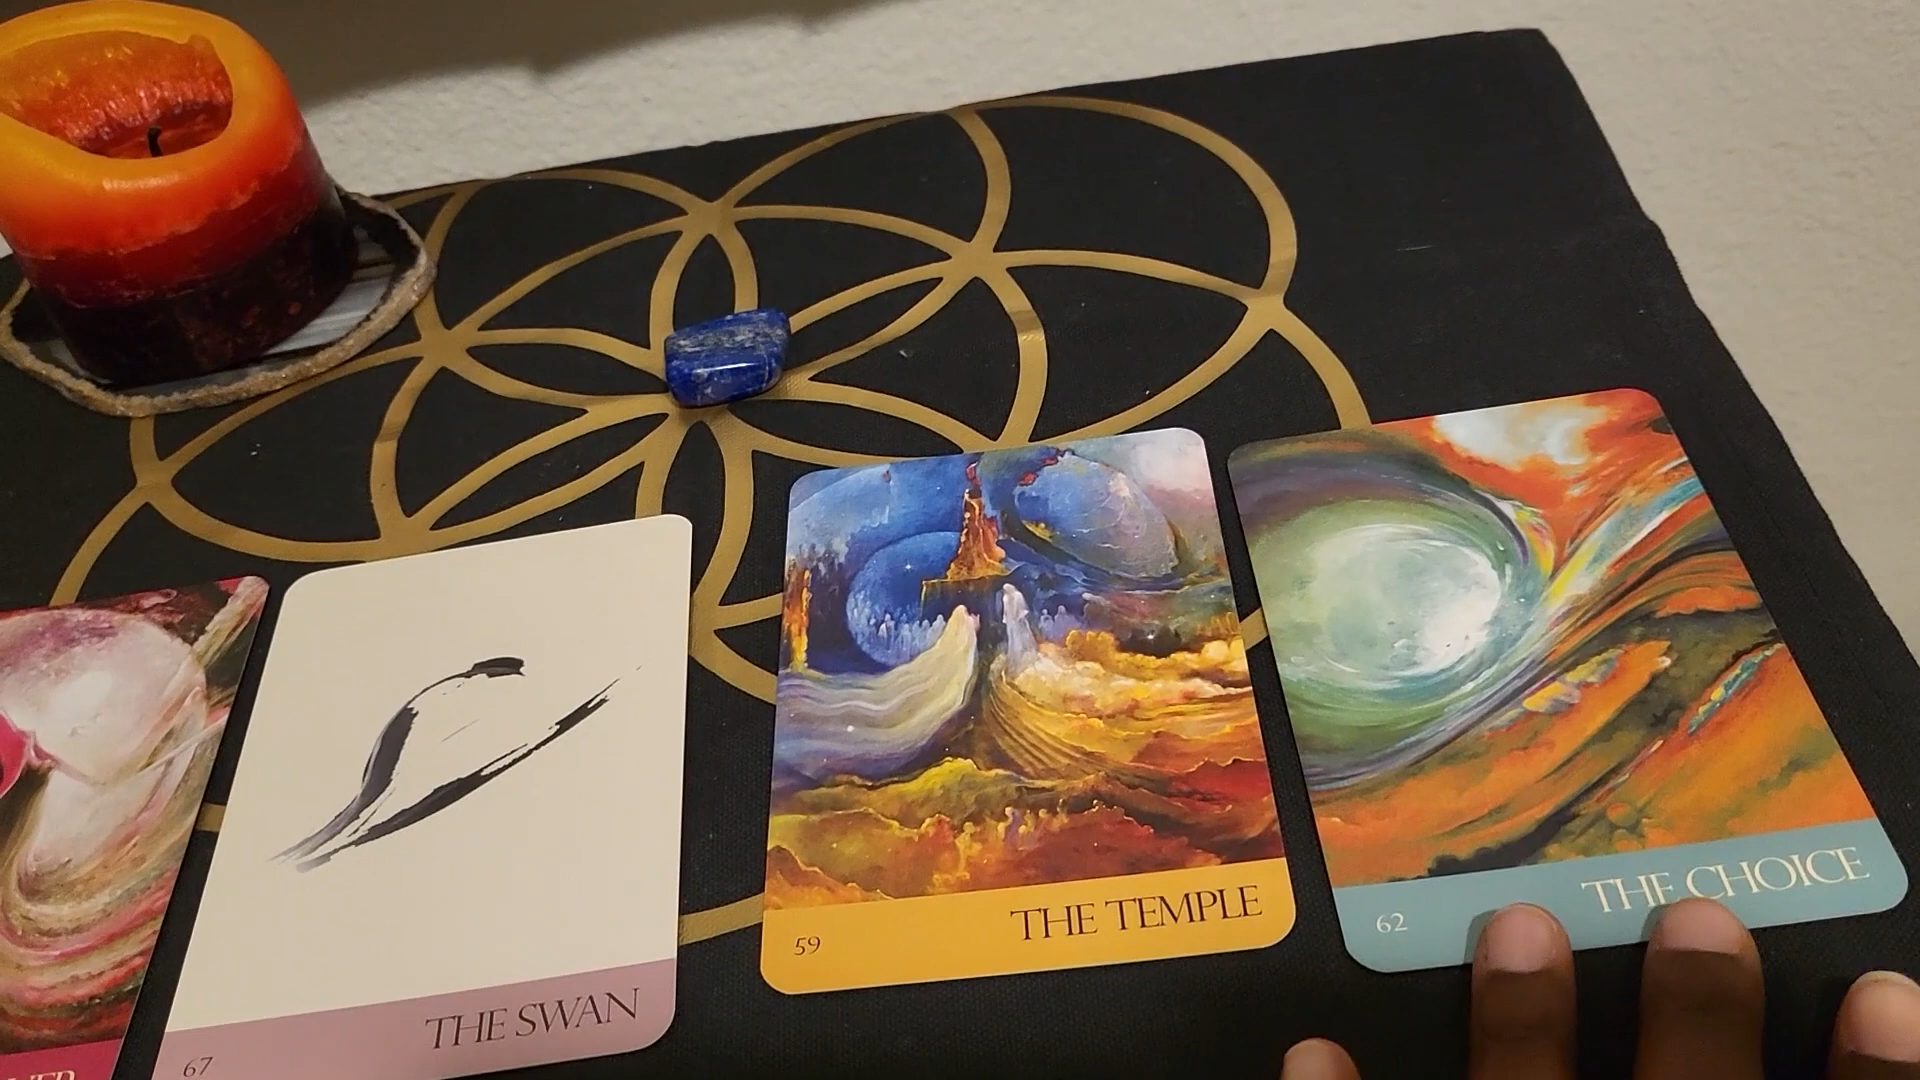 67
THE SWAN
59
THE TEMPLE
62
THE CHOICE